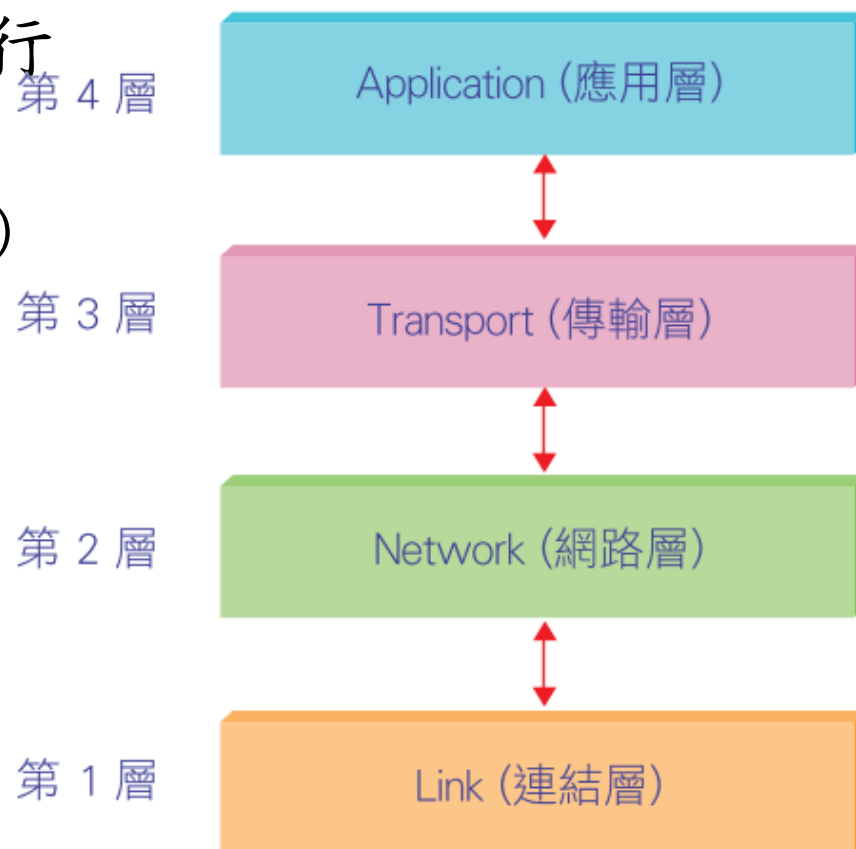 行
第 4 層
Application (應用層)
)
第 3 層
Transport (傳輸層)
第 2 層
Network (網路層)
第 1 層
Link (連結層)